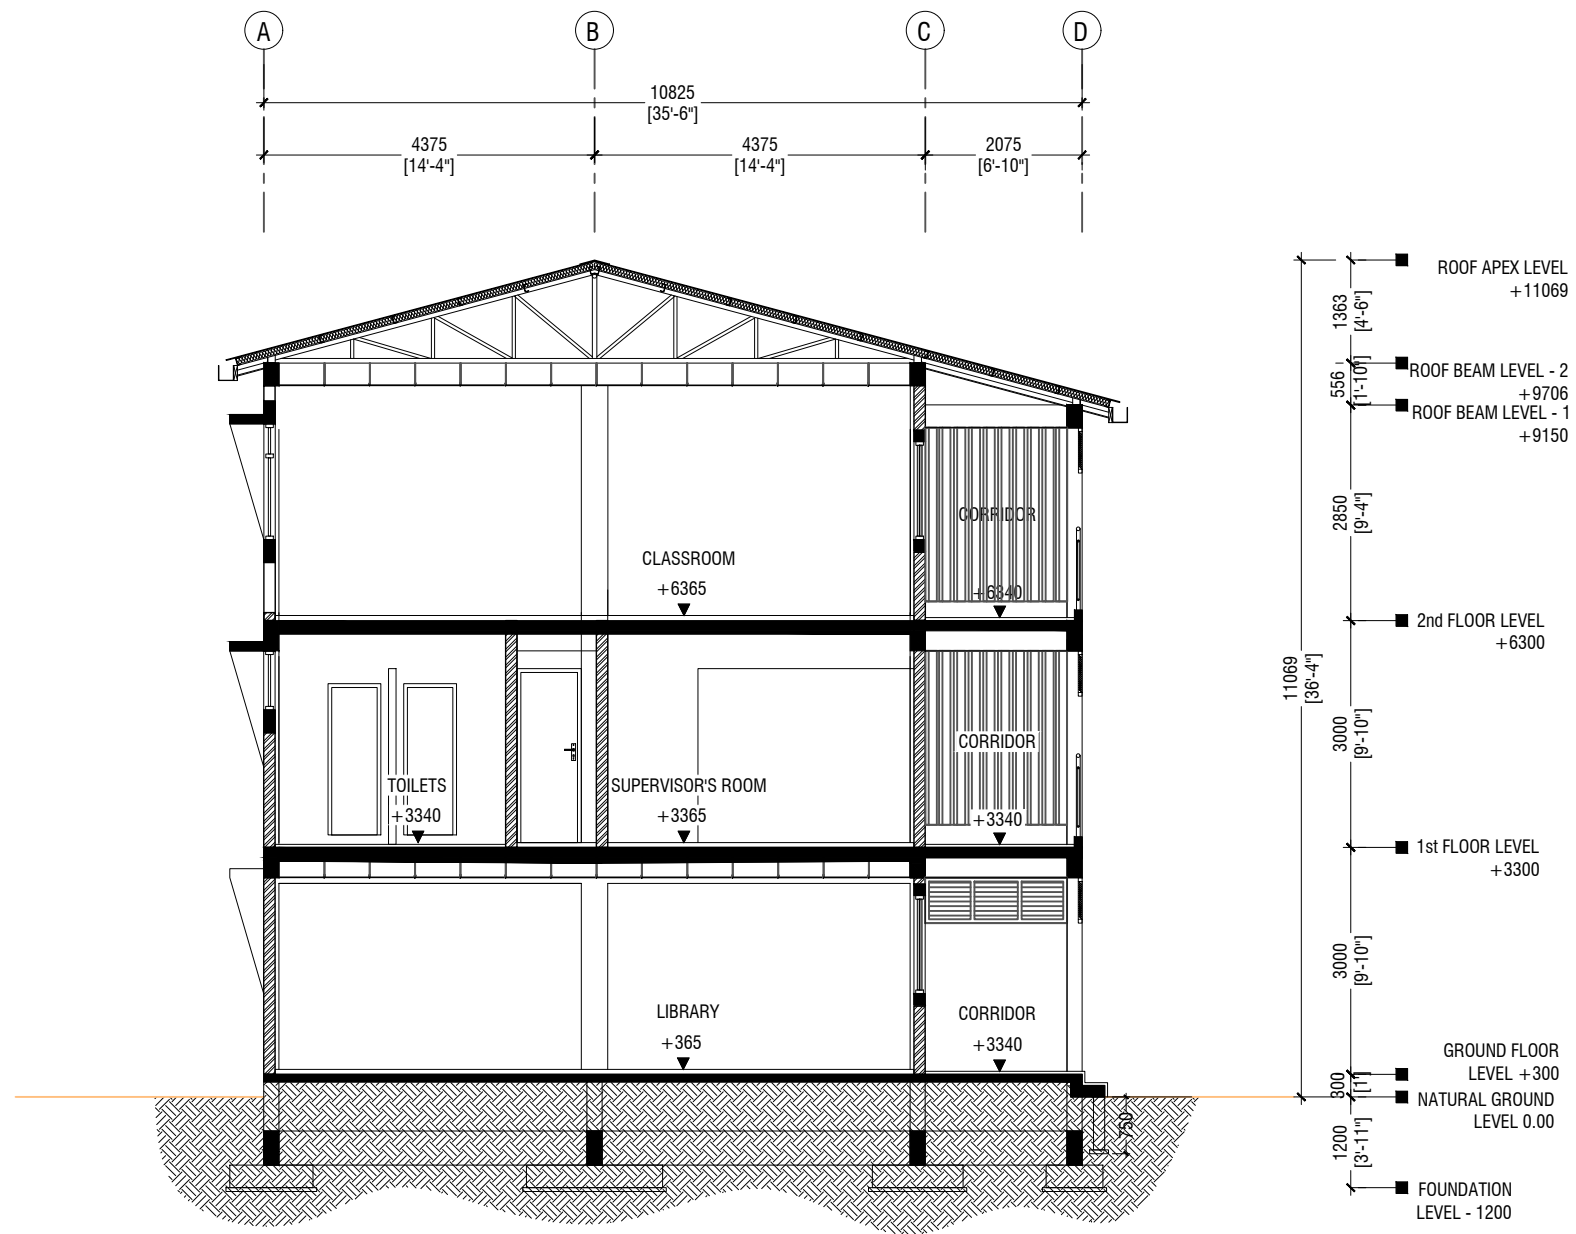 A
B
C
D
10825
[35'-6"]
4375
[14'-4"]
4375
[14'-4"]
2075
[6'-10"]
ROOF APEX LEVEL
+11069
1363
[4'-6"]
ROOF BEAM LEVEL - 2
+9706
556
[1'-10"]
ROOF BEAM LEVEL - 1
+9150
2850
[9'-4"]
CORRIDOR
+6340
CLASSROOM
+6365
2nd FLOOR LEVEL
+6300
11069
[36'-4"]
3000
[9'-10"]
TOILETS
+3340
SUPERVISOR'S ROOM
+3365
CORRIDOR
+3340
1st FLOOR LEVEL
+3300
3000
[9'-10"]
LIBRARY
+365
CORRIDOR
+3340
GROUND FLOOR
LEVEL +300
300
[1']
NATURAL GROUND
LEVEL 0.00
750
1200
[3'-11"]
FOUNDATION
LEVEL - 1200